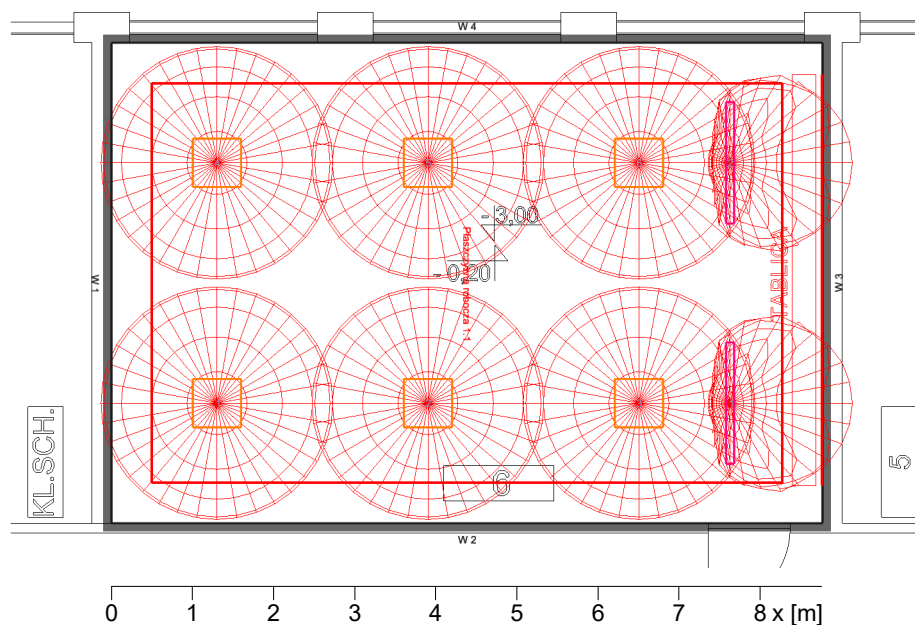 W 4
-3,00
Płaszczyzna robocza 1:1
-0,20
TABLICA
W 1
W 3
KL.SCH.
6
5
W 2
0 1 2 3 4 5 6 7 8 x [m]